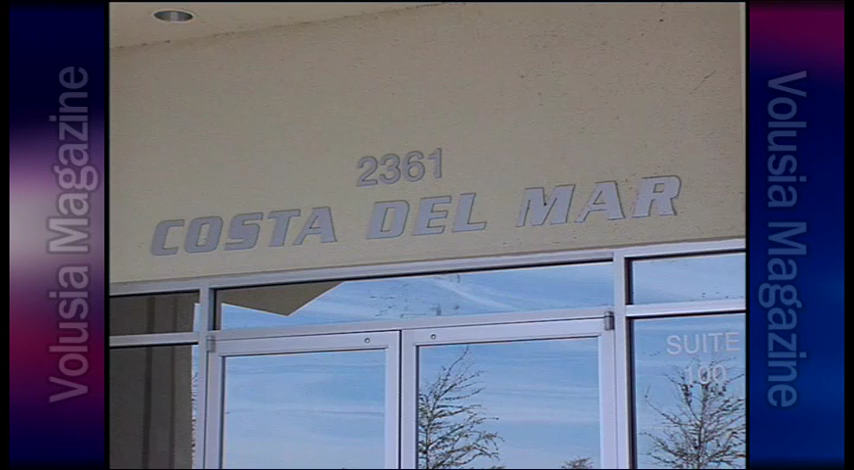 Volusia Magazine
2361
COSTA DEL MAR
SUITE
100
Volusia Magazine